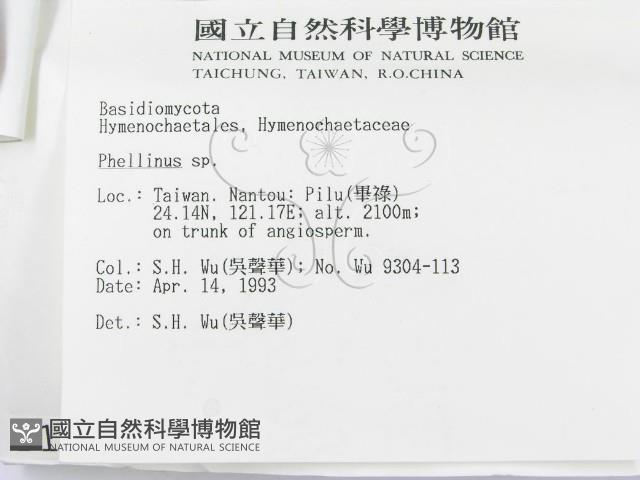 國立自然科學博物館
NATIONAL MUSEUM OF NATURAL SCIENCE
TAICHUNG, TAIWAN, R.O.CHINA
Basidiomycota
Hymenochaetales, Hymenochaetaceae
Phellinus sp.
Loc.: Taiwan. Nantou: Pilu(畢祿)
24.14N, 121.17E; alt. 2100m;
on trunk of angiosperm.
Col.: S.H. Wu(吳聲華); No. Wu 9304-113
Date: Apr. 14, 1993
Det.: S.H. Wu(吳聲華)
國立自然科學博物館
NATIONAL MUSEUM OF NATURAL SCIENCE